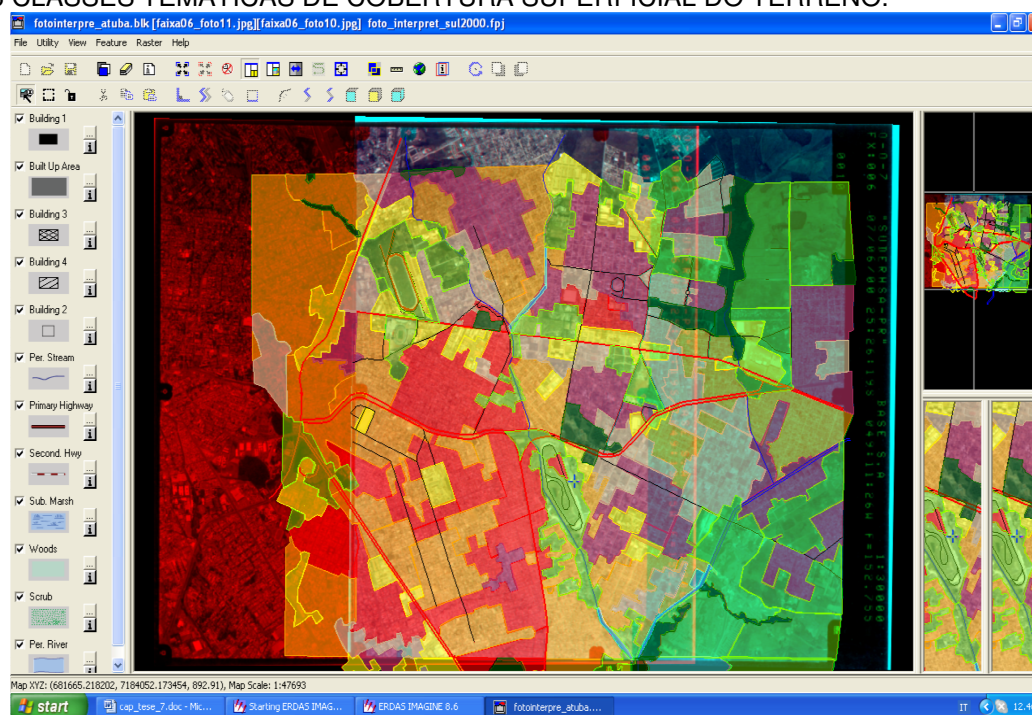 CLASSES TEMÁTICAS DE COBERTURA SUPERFICIAL DO TERRENO.
fotointerpre_atuba.blk [faixa06_foto11.jpg][faixa06_foto10.jpg] foto_interpret_sul2000.fpj
File Utility View Feature Raster Help
Building 1
Built Up Area
Building 3
Building 4
Building 2
Per. Stream
Primary Highway
Second. Hwy
Sub. Marsh
Woods
Scrub
Per. River
Map XYZ: (681665.218202, 7184052.173454, 892.91), Map Scale: 1:47693
start
cap_tese_7.doc - Mic...
Starting ERDAS IMAG...
ERDAS IMAGINE 8.6
fotointerpre_atuba....
IT